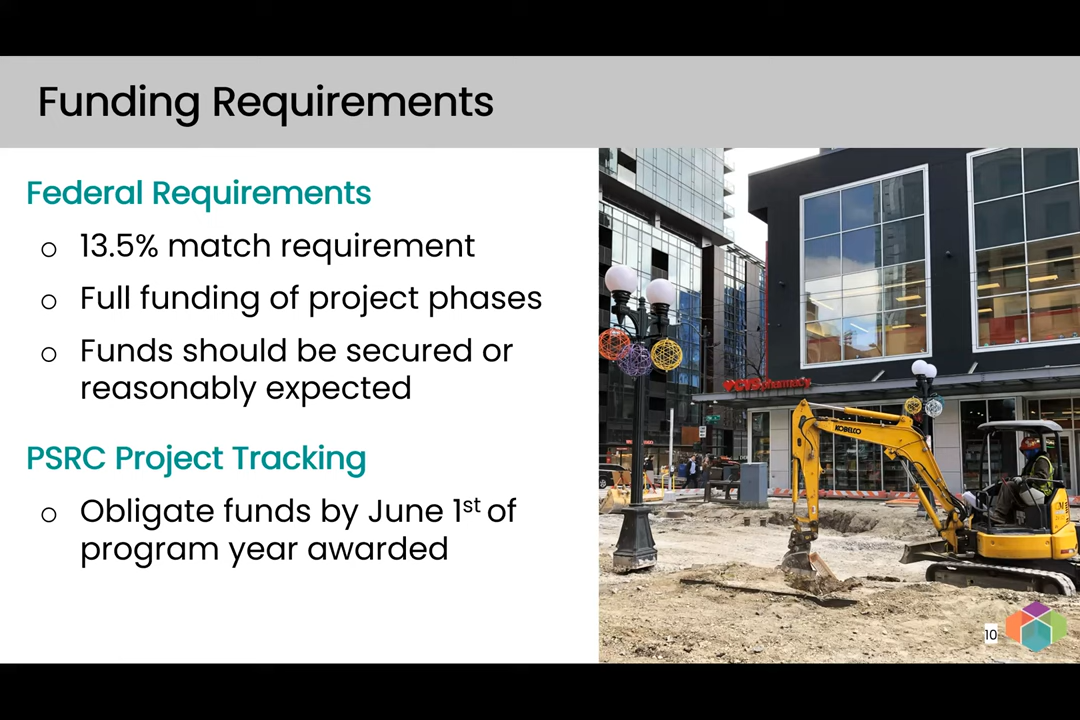 Funding Requirements
Federal Requirements
o 13.5% match requirement
o Full funding of project phases
o Funds should be secured or
reasonably expected
PSRC Project Tracking
o Obligate funds by June 1st of
program year awarded
CVS pharmacy
KOBELCO
10